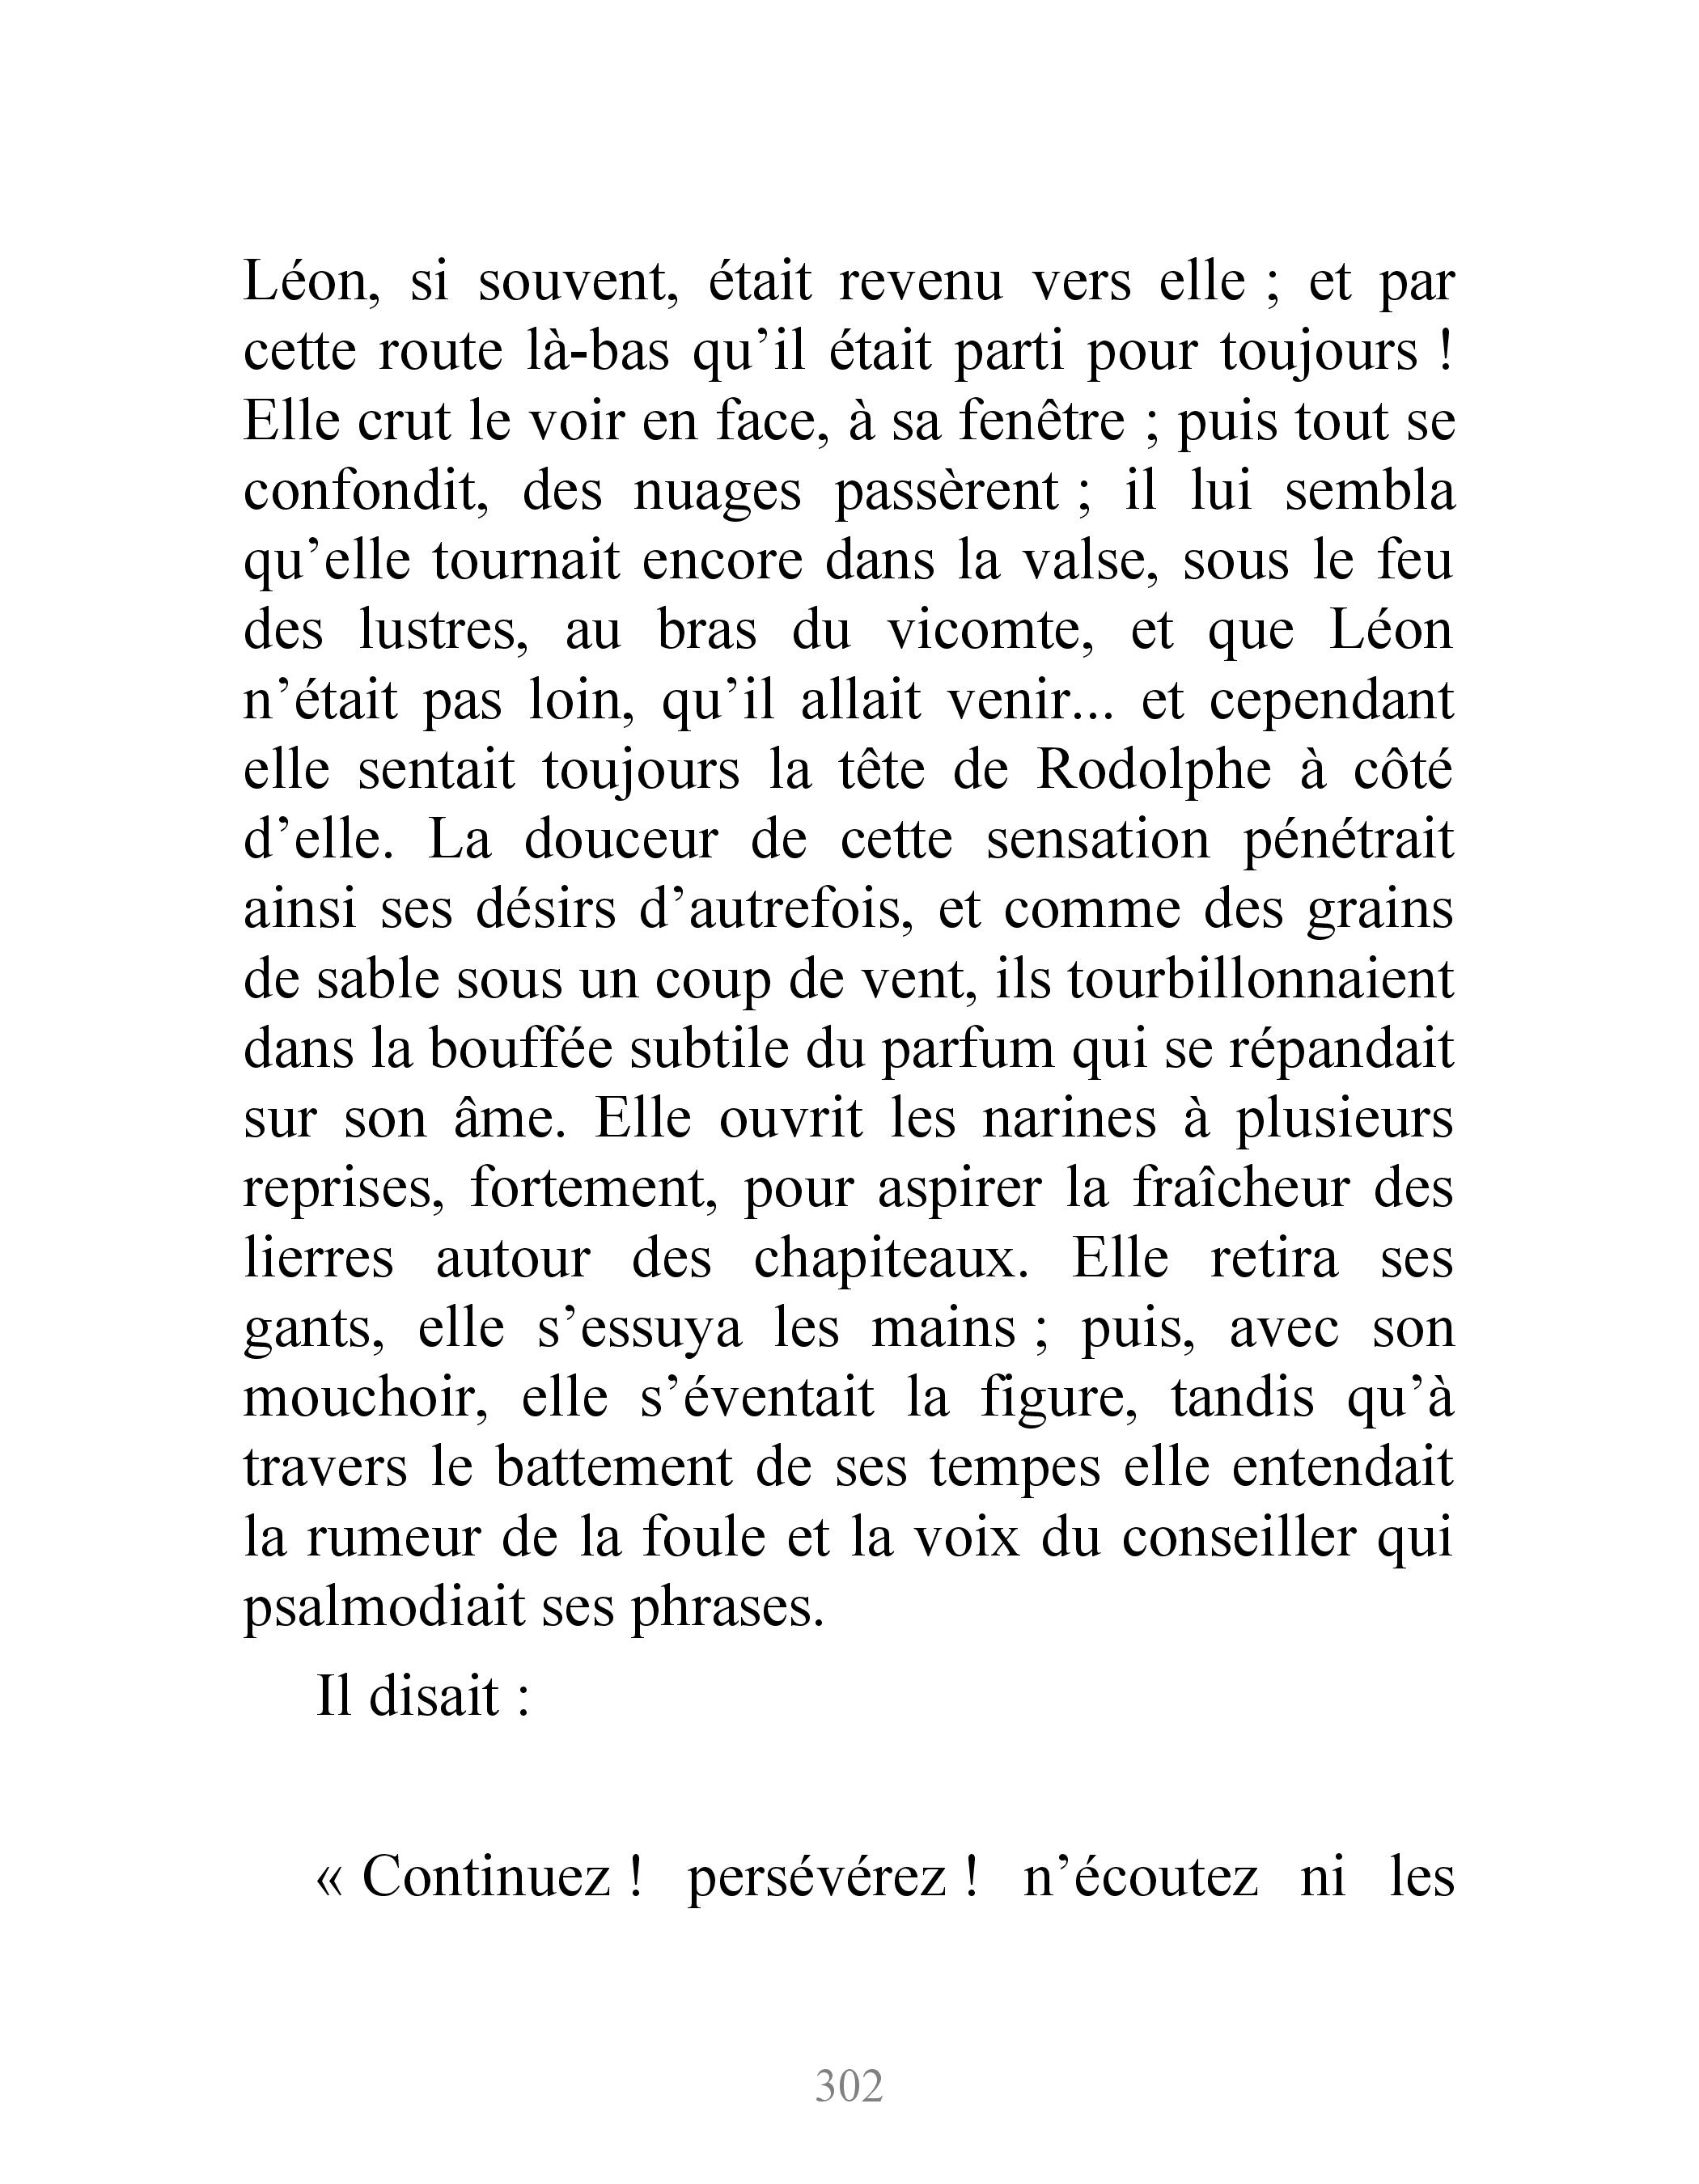 Léon, si souvent, était revenu vers elle ; et par
cette route là-bas qu’il était parti pour toujours !
Elle crut le voir en face, à sa fenêtre ; puis tout se
confondit, des nuages passèrent ; il lui sembla
qu’elle tournait encore dans la valse, sous le feu
des lustres, au bras du vicomte, et que Léon
n’était pas loin, qu’il allait venir... et cependant
elle sentait toujours la tête de Rodolphe à côté
d’elle. La douceur de cette sensation pénétrait
ainsi ses désirs d’autrefois, et comme des grains
de sable sous un coup de vent, ils tourbillonnaient
dans la bouffée subtile du parfum qui se répandait
sur son âme. Elle ouvrit les narines à plusieurs
reprises, fortement, pour aspirer la fraîcheur des
lierres autour des chapiteaux. Elle retira ses
gants, elle s’essuya les mains ; puis, avec son
mouchoir, elle s’éventait la figure, tandis qu’à
travers le battement de ses tempes elle entendait
la rumeur de la foule et la voix du conseiller qui
psalmodiait ses phrases.
Il disait :
« Continuez ! persévérez ! n’écoutez ni les
302